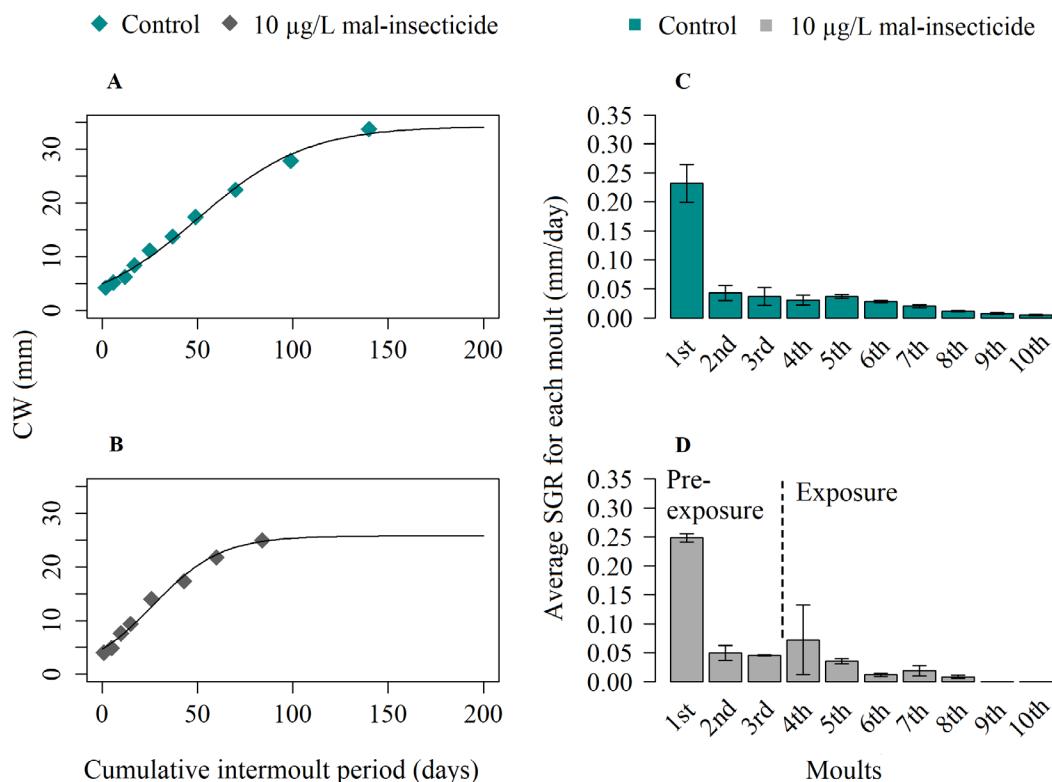 Control 10 µg/L mal-insecticide
Control 10 µg/L mal-insecticide
A
CW (mm)
0 10 20 30
0 50 100 150 200
B
0 10 20 30
0 50 100 150 200
Cumulative intermoult period (days)
C
Average SGR for each moult (mm/day)
0.35
0.30
0.25
0.20
0.15
0.10
0.05
0.00
1st 2nd 3rd 4th 5th 6th 7th 8th 9th 10th
D
0.35
0.30
0.25
0.20
0.15
0.10
0.05
0.00
Pre-
exposure
Exposure
1st 2nd 3rd 4th 5th 6th 7th 8th 9th 10th
Moults